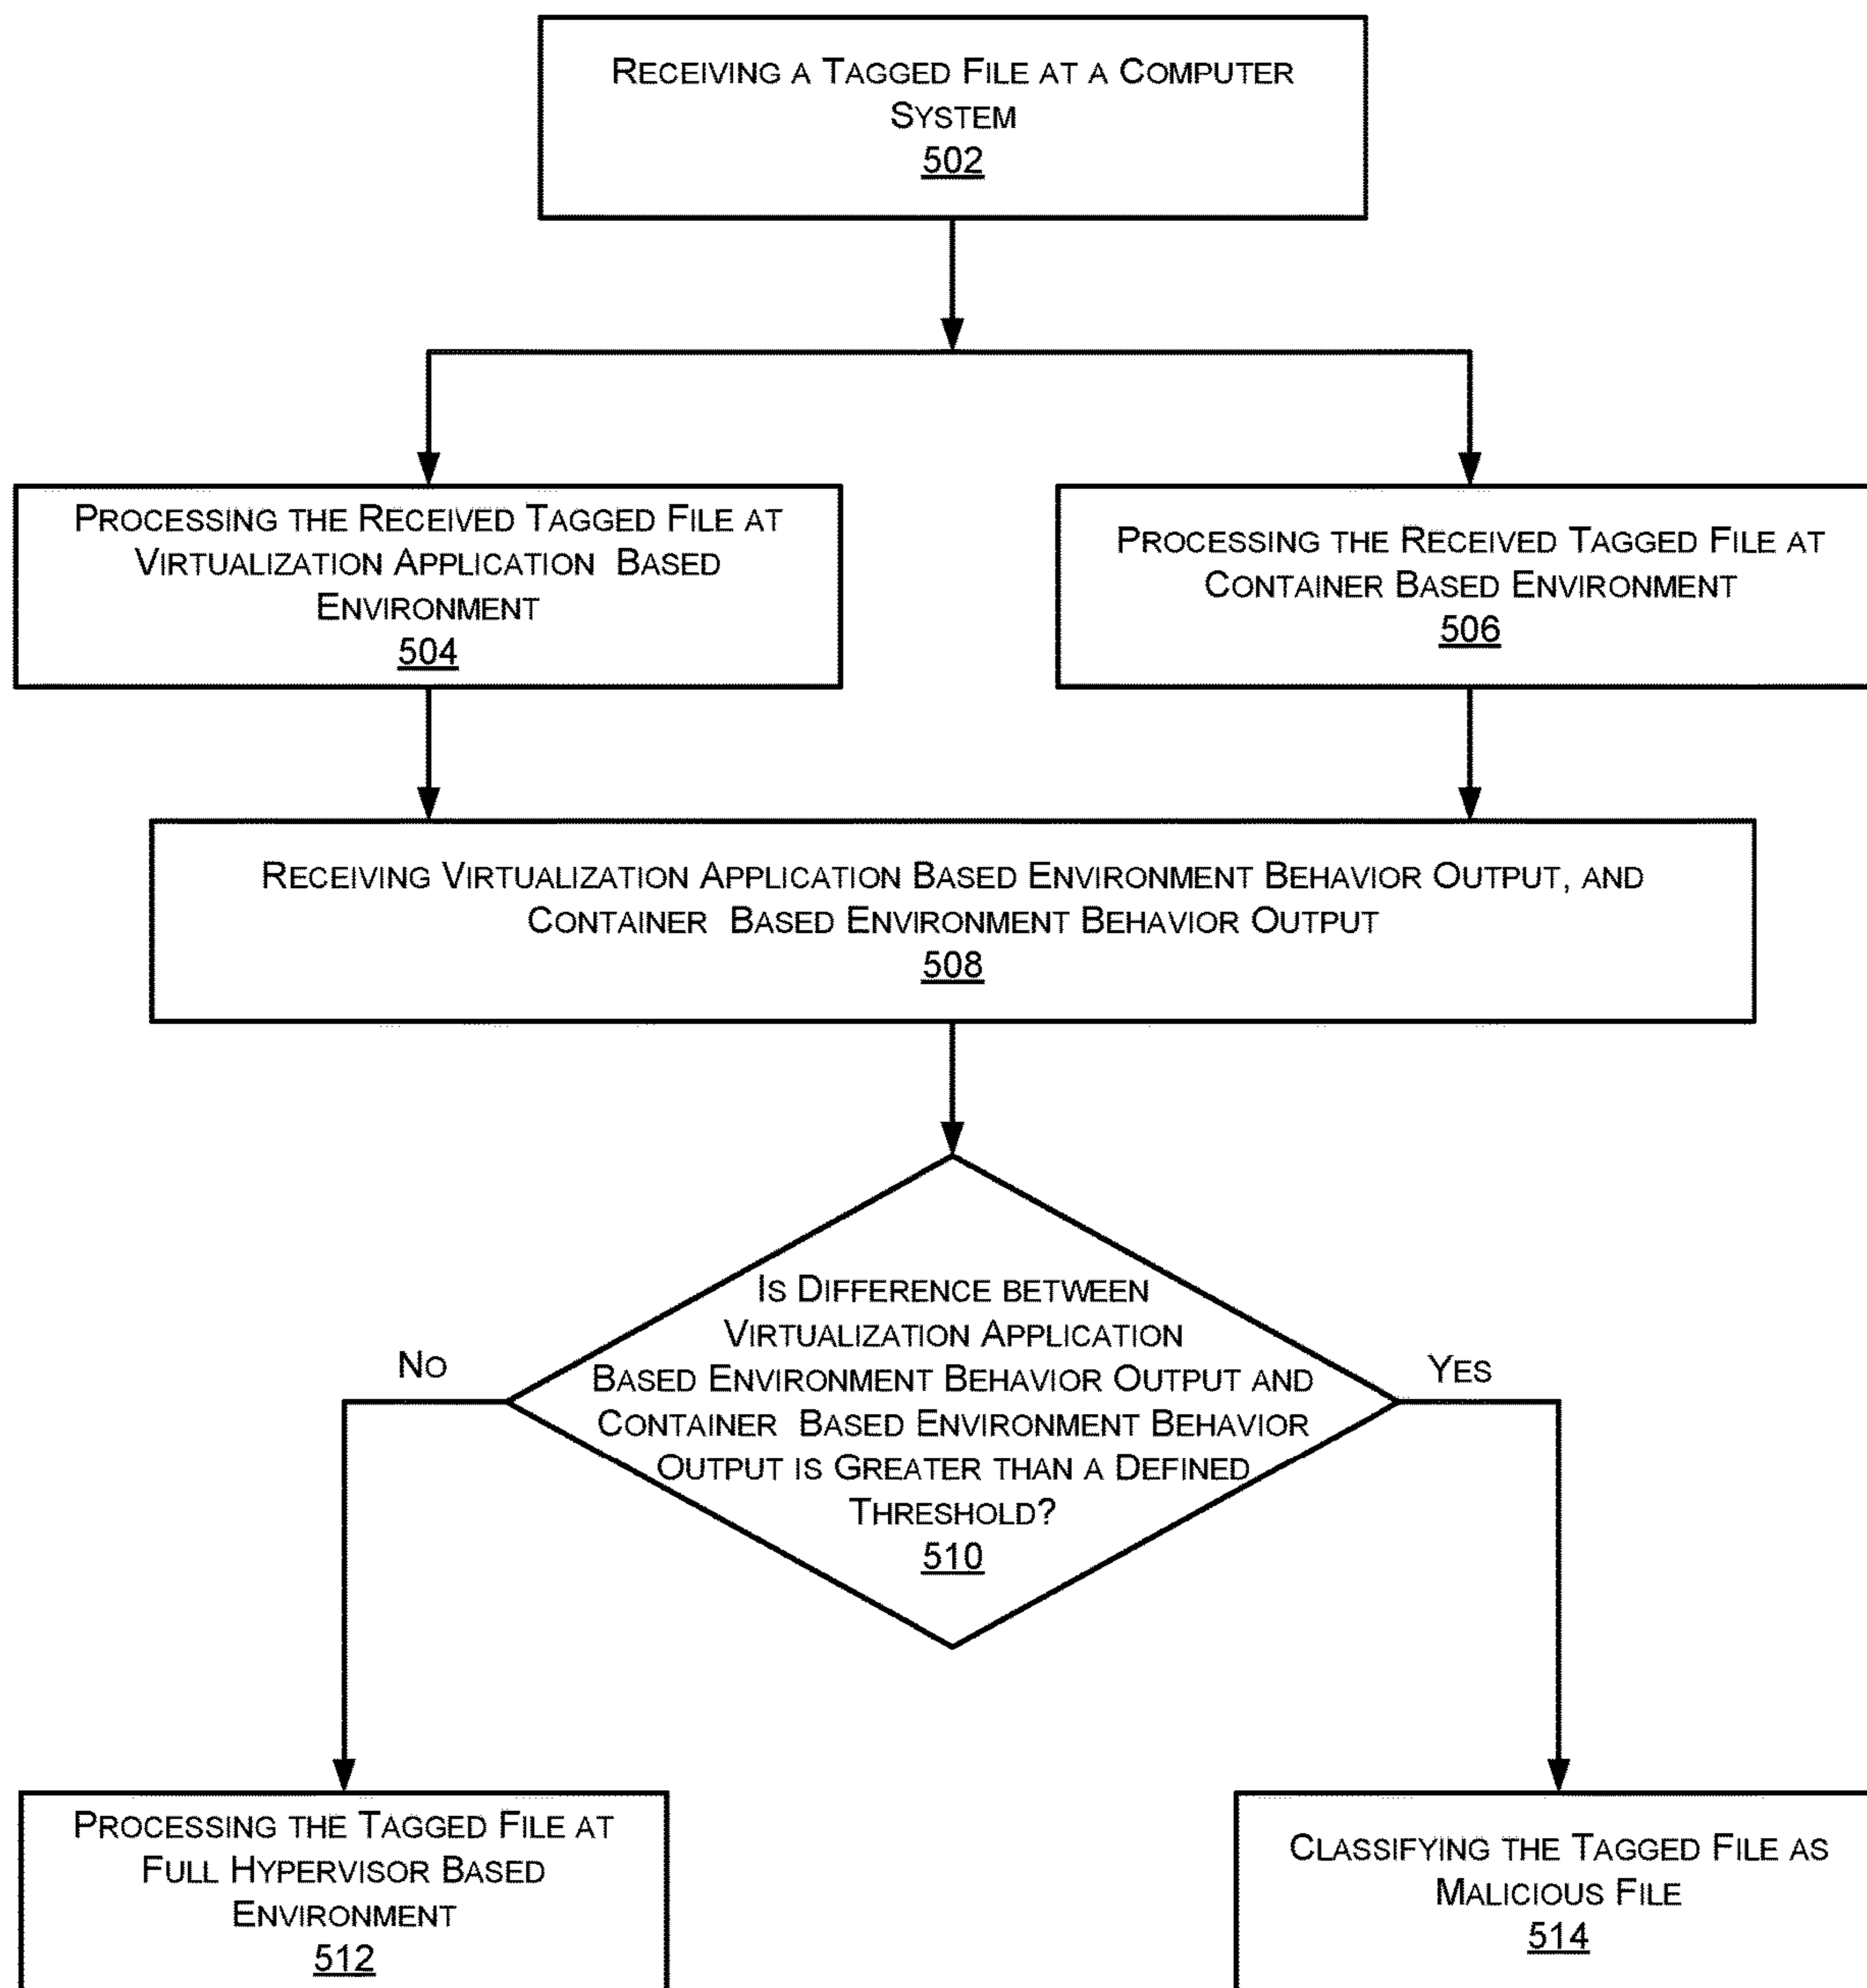 RECEIVING A TAGGED FILE AT A COMPUTER
SYSTEM
502
PROCESSING THE RECEIVED TAGGED FILE AT
VIRTUALIZATION APPLICATION BASED
ENVIRONMENT
504
PROCESSING THE RECEIVED TAGGED FILE AT
CONTAINER BASED ENVIRONMENT
506
RECEIVING VIRTUALIZATION APPLICATION BASED ENVIRONMENT BEHAVIOR OUTPUT, AND
CONTAINER BASED ENVIRONMENT BEHAVIOR OUTPUT
508
IS DIFFERENCE BETWEEN
VIRTUALIZATION APPLICATION
BASED ENVIRONMENT BEHAVIOR OUTPUT AND
CONTAINER BASED ENVIRONMENT BEHAVIOR
OUTPUT IS GREATER THAN A DEFINED
THRESHOLD?
510
NO
YES
PROCESSING THE TAGGED FILE AT
FULL HYPERVISOR BASED
ENVIRONMENT
512
CLASSIFYING THE TAGGED FILE AS
MALICIOUS FILE
514